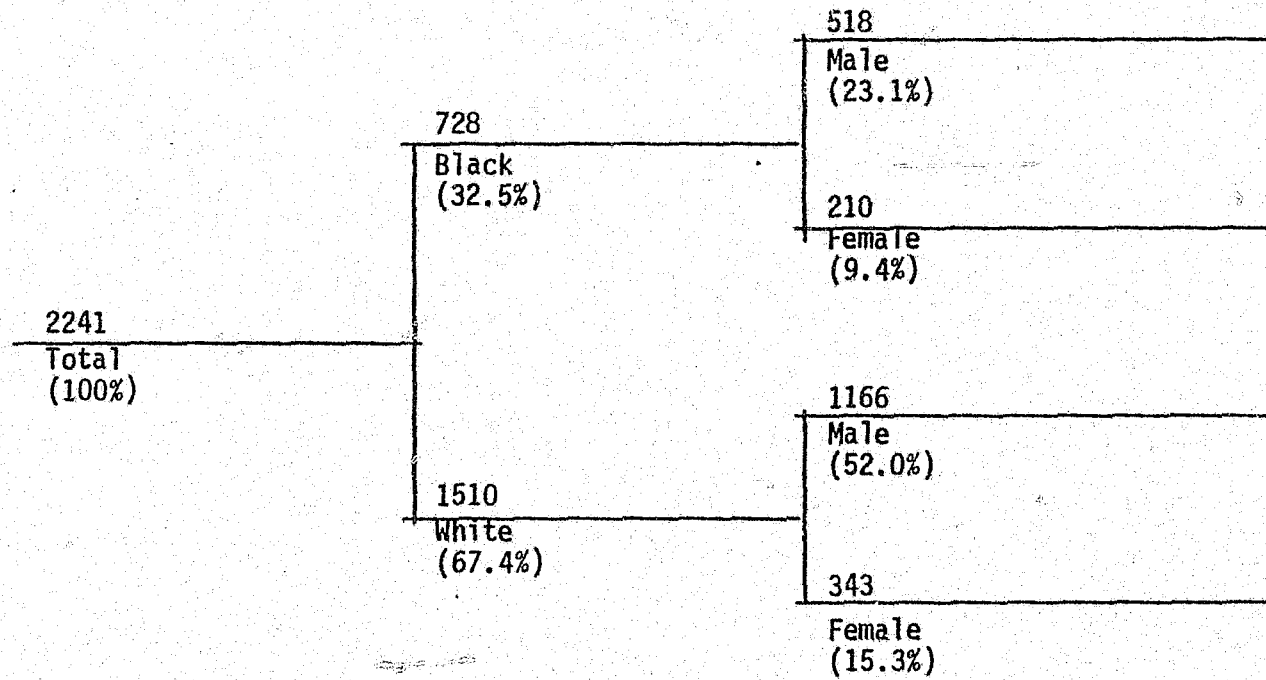 518
Male
(23.1%)
728
Black
(32.5%)
210
Female
(9.4%)
2241
Total
(100%)
1166
Male
(52.0%)
1510
White
(67.4%)
343
Female
(15.3%)